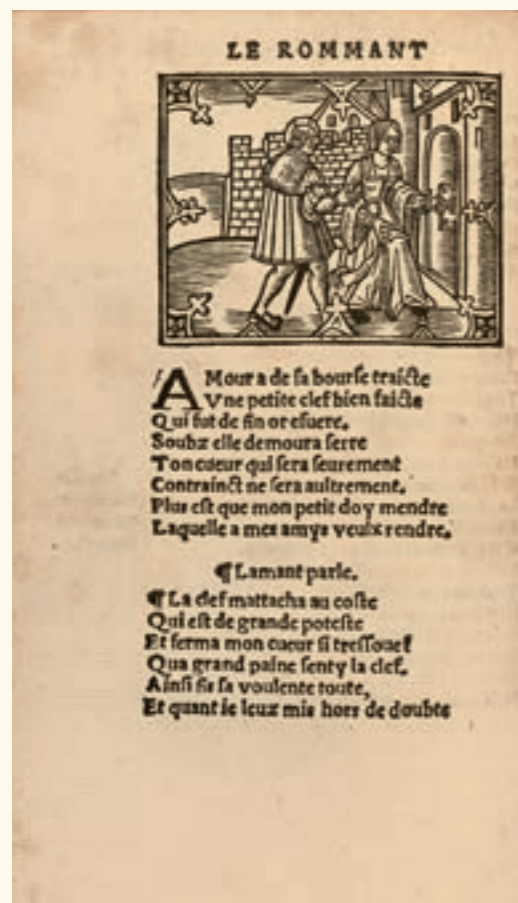 LE ROMMANT
AMour a de ſa bourſe traicte
Vne petite clef bien faicte
Qui fut de fin or eſuere.
Soubz elle demoura ſerre
Ton cueur qui ſera ſeurement
Contrainct ne ſera aultrement.
Plus eſt que mon petit doy mendre
Laquelle a mes amys veulx rendre.
¶ Lamant parle.
¶ La clef mattacha au coſte
Qui eſt de grande poteſte
Et ferma mon cueur ſi treſſouef
Qua grand paine ſenty la clef.
Ainſi fis ſa voulente toute,
Et quant ie leux mis hors de doubte